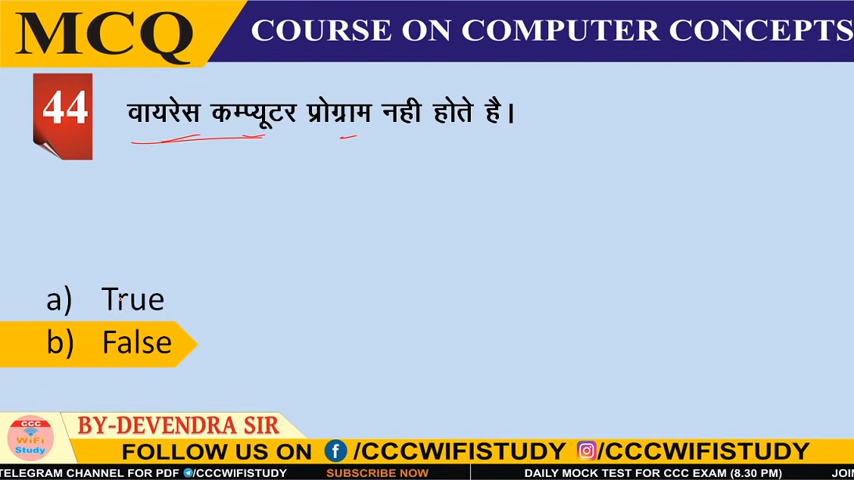 MCQ
COURSE ON COMPUTER CONCEPTS
44
वायरेस कम्प्यूटर प्रोग्राम नही होते है।
a) True
b) False
CCC
WiFi
Study
BY-DEVENDRA SIR
FOLLOW US ON f /CCCWIFISTUDY /CCCWIFISTUDY
TELEGRAM CHANNEL FOR PDF /CCCWIFISTUDY SUBSCRIBE NOW DAILY MOCK TEST FOR CCC EXAM (8.30 PM)